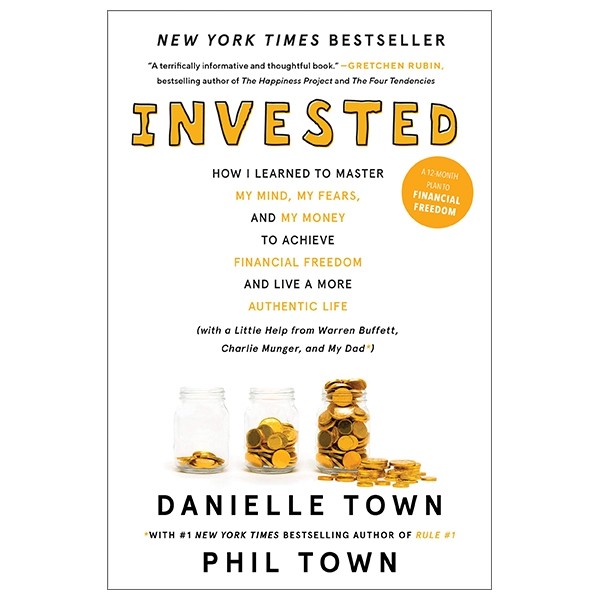 NEW YORK TIMES BESTSELLER
"A terrifically informative and thoughtful book." —GRETCHEN RUBIN,
bestselling author of The Happiness Project and The Four Tendencies
INVESTED
HOW I LEARNED TO MASTER
MY MIND, MY FEARS,
AND MY MONEY
TO ACHIEVE
FINANCIAL FREEDOM
AND LIVE A MORE
AUTHENTIC LIFE
(with a Little Help from Warren Buffett,
Charlie Munger, and My Dad*)
A 12-MONTH
PLAN TO
FINANCIAL
FREEDOM
DANIELLE TOWN
*WITH #1 NEW YORK TIMES BESTSELLING AUTHOR OF RULE #1
PHIL TOWN